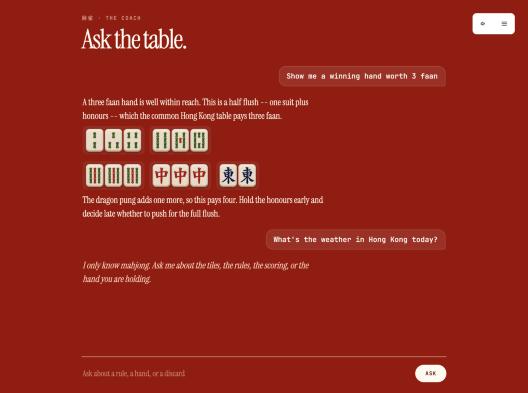 麻雀 · THE COACH
Ask the table.
Show me a winning hand worth 3 faan
A three faan hand is well within reach. This is a half flush -- one suit plus
honours -- which the common Hong Kong table pays three faan.
中 中 中 東 東
The dragon pung adds one more, so this pays four. Hold the honours early and
decide late whether to push for the full flush.
What's the weather in Hong Kong today?
I only know mahjong. Ask me about the tiles, the rules, the scoring, or the
hand you are holding.
Ask about a rule, a hand, or a discard
ASK